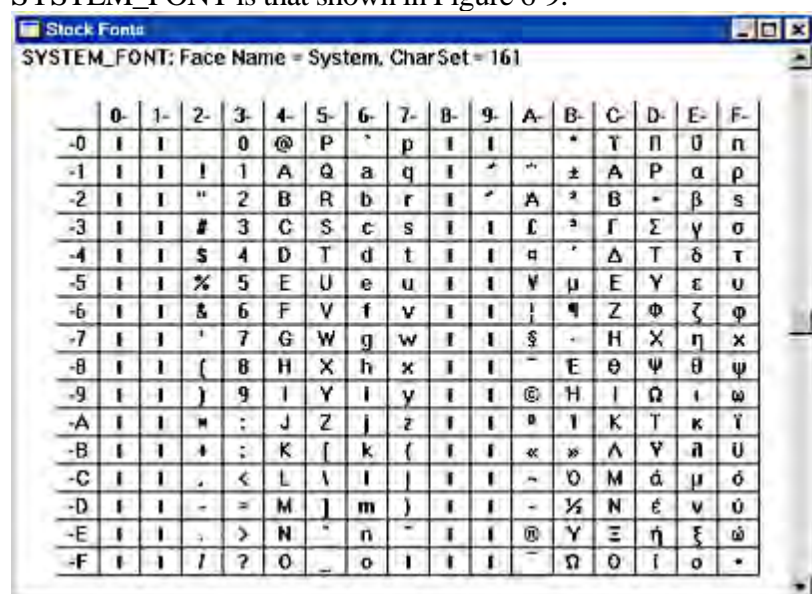 SYSTEM_FONT is that shown in Figure 6-9.
Stock Fonts
SYSTEM_FONT: Face Name = System, CharSet = 161
0- 1- 2- 3- 4- 5- 6- 7- 8- 9- A- B- C- D- E- F-
-0 0 @ P ` p ° Π
-1 ! 1 A Q a q ± Α Ρ α ρ
-2 " 2 B R b r ² Β β ς
-3 # 3 C S c s £ ³ Γ Σ γ σ
-4 $ 4 D T d t ¤ ΄ Δ Τ δ τ
-5 % 5 E U e u ¥ µ Ε Υ ε υ
-6 & 6 F V f v ¦ ¶ Ζ Φ ζ φ
-7 ' 7 G W g w § · Η Χ η χ
-8 ( 8 H X h x ¨ Έ Θ Ψ θ ψ
-9 ) 9 I Y i y © Ή Ι Ω ι ω
-A * : J Z j z Κ κ ϊ
-B + ; K [ k { « » Λ λ ϋ
-C , < L \ l | ¬ Ό Μ ά μ ό
-D - = M ] m } - ½ Ν έ ν ύ
-E . > N ^ n ~ ® Ύ Ξ ή ξ ώ
-F / ? O _ o Ώ Ο ί ο